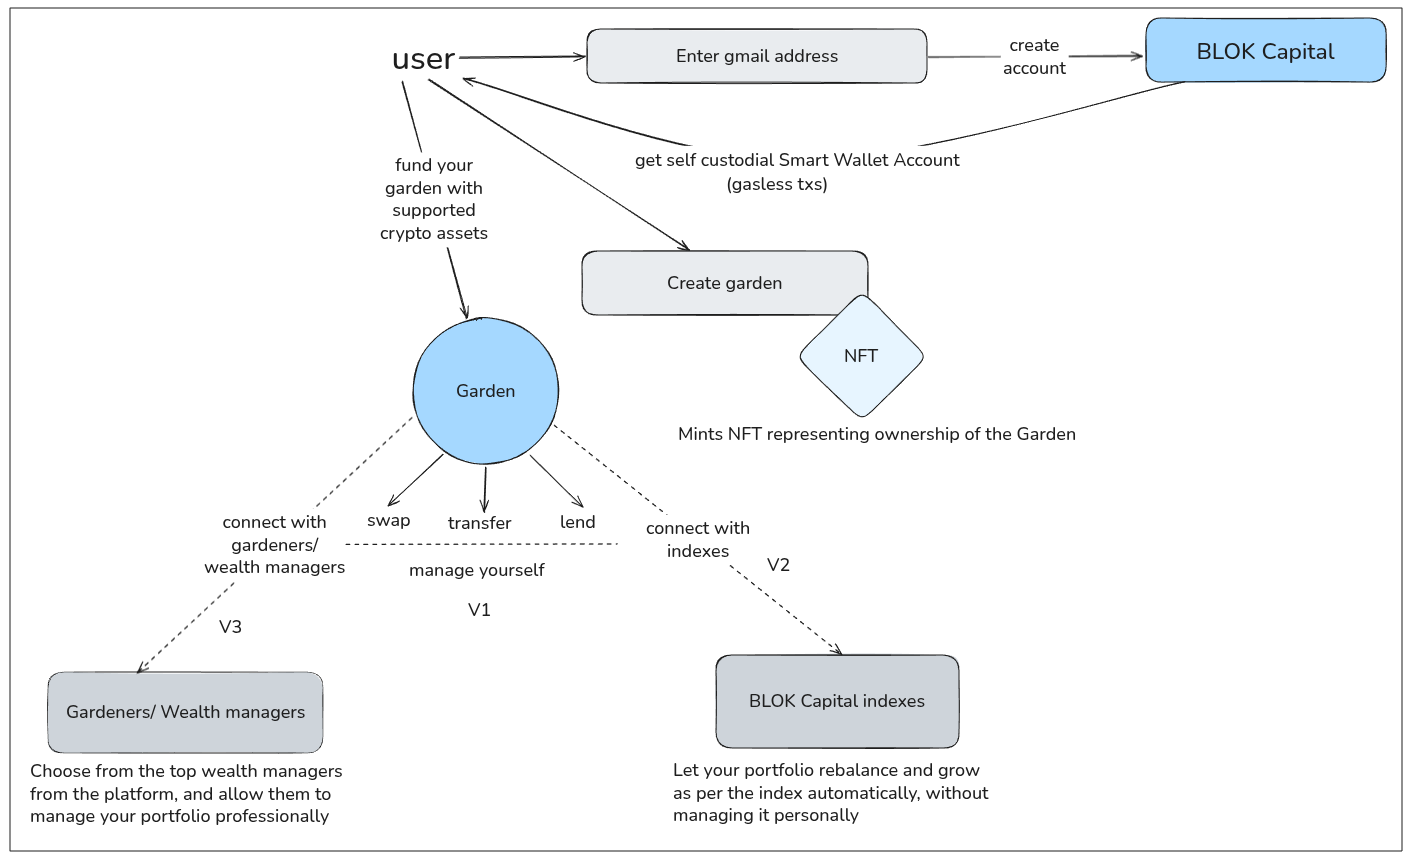 user
Enter gmail address
create
account
BLOK Capital
get self custodial Smart Wallet Account
(gasless txs)
fund your
garden with
supported
crypto assets
Create garden
NFT
Mints NFT representing ownership of the Garden
Garden
swap
transfer
lend
manage yourself
V1
connect with
gardeners/
wealth managers
V3
connect with
indexes
V2
Gardeners/ Wealth managers
Choose from the top wealth managers
from the platform, and allow them to
manage your portfolio professionally
BLOK Capital indexes
Let your portfolio rebalance and grow
as per the index automatically, without
managing it personally